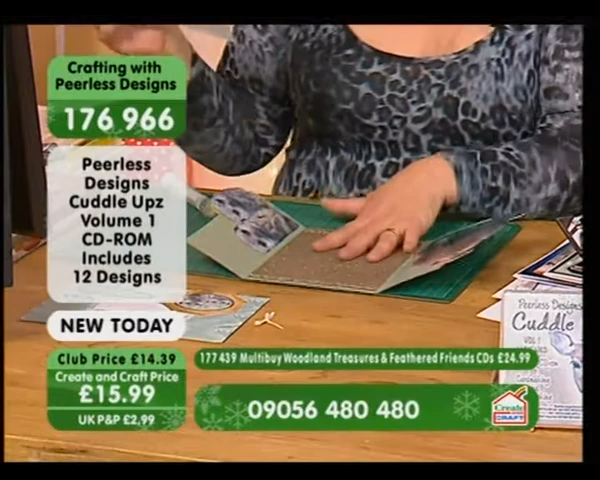 Crafting with
Peerless Designs
176 966
Peerless
Designs
Cuddle Upz
Volume 1
CD-ROM
Includes
12 Designs
NEW TODAY
Club Price £14.39
Create and Craft Price
£15.99
UK P&P £2.99
177 439 Multibuy Woodland Treasures & Feathered Friends CDs £24.99
09056 480 480
Create and
CRAFT
Peerless Designs
Cuddle